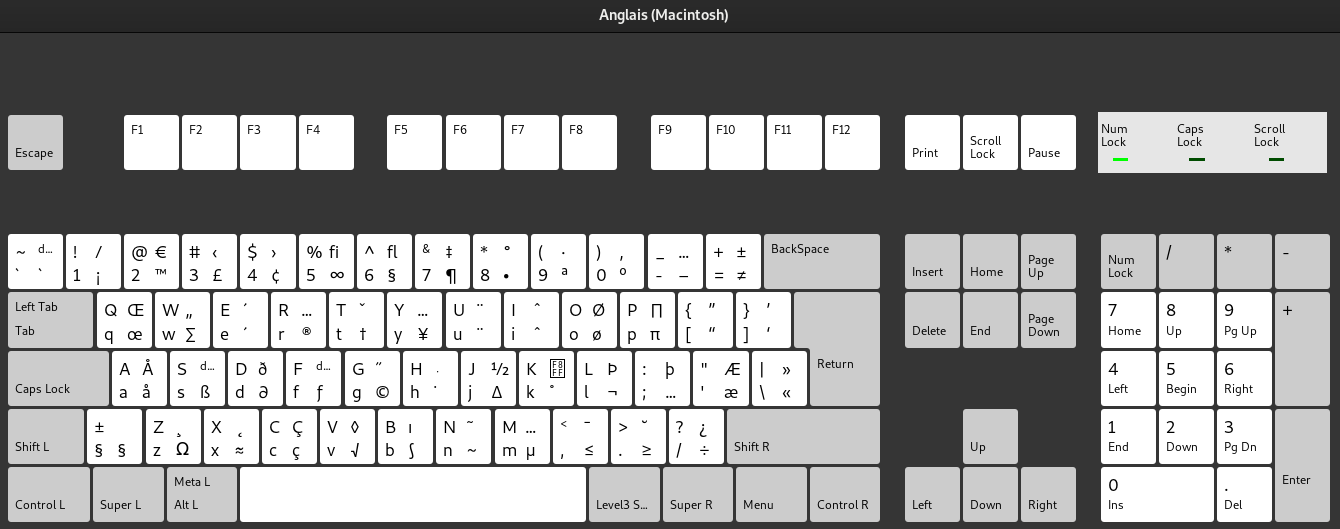 Anglais (Macintosh)
Escape F1 F2 F3 F4 F5 F6 F7 F8 F9 F10 F11 F12 Print Scroll Lock Pause Num Lock Caps Lock Scroll Lock
~ d... ! / @ € # ‹ $ › % ﬁ ^ ﬂ & ‡ * ° ( · ) ‚ _ … + ± BackSpace Insert Home Page Up Num Lock / * -
` ` 1 ¡ 2 ™ 3 £ 4 ¢ 5 ∞ 6 § 7 ¶ 8 • 9 ª 0 º - – = ≠
Left Tab Q Œ W „ E ´ R ... T ˇ Y ... U ¨ I ˆ O Ø P ∏ { ” } ’ Delete End Page Down 7 8 9 +
Tab q œ w ∑ e ´ r ® t † y ¥ u ¨ i ˆ o ø p π [ “ ] ‘ Home Up Pg Up
Caps Lock A Å S d... D ð F d... G ˝ H . J ½ K F8FF L Þ : þ " Æ | » Return 4 5 6
a å s ß d ∂ f ƒ g © h ˙ j ∆ k ˚ l ¬ ; … ' æ \ « Left Begin Right
Shift L ± Z ¸ X ˛ C Ç V ◊ B ı N ˜ M ... < ¯ > ˘ ? ¿ Shift R Up 1 2 3
§ § z Ω x ≈ c ç v √ b ∫ n ~ m µ , ≤ . ≥ / ÷ End Down Pg Dn
Control L Super L Meta L Alt L Level3 S... Super R Menu Control R Left Down Right 0 . Enter
Ins Del